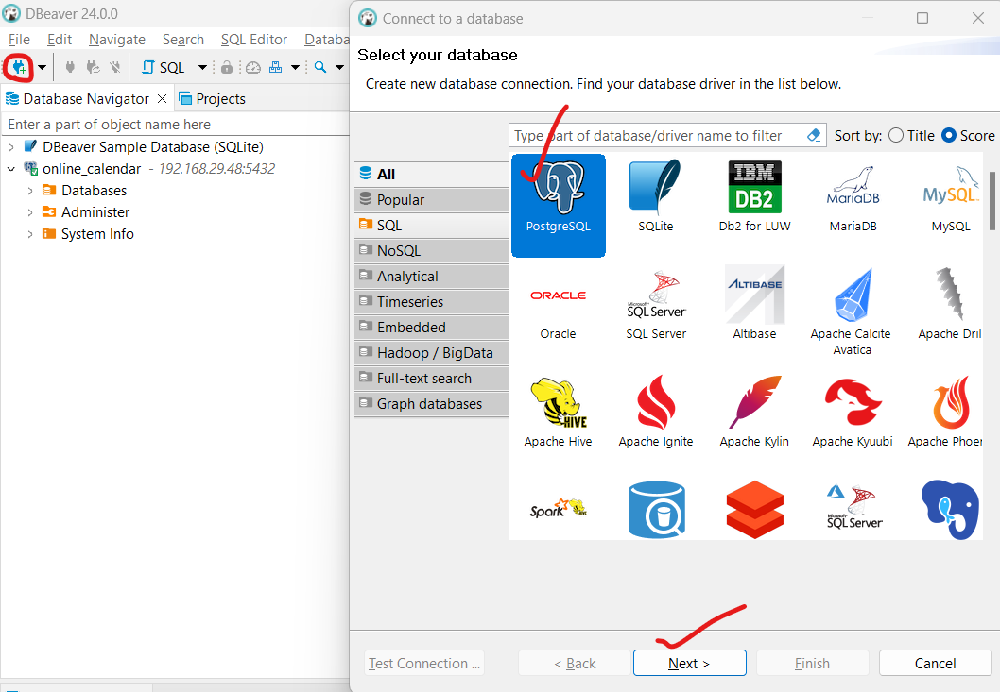 DBeaver 24.0.0
File Edit Navigate Search SQL Editor Databa
SQL
Database Navigator Projects
Enter a part of object name here
DBeaver Sample Database (SQLite)
online_calendar - 192.168.29.48:5432
Databases
Administer
System Info
Connect to a database
Select your database
Create new database connection. Find your database driver in the list below.
Type part of database/driver name to filter Sort by: Title Score
All
Popular
SQL
NoSQL
Analytical
Timeseries
Embedded
Hadoop / BigData
Full-text search
Graph databases
IBM
DB2
MariaDB
MySQL
PostgreSQL SQLite Db2 for LUW MariaDB MySQL
ORACLE
Microsoft
SQL Server
ALTIBASE
Oracle SQL Server Altibase Apache Calcite Apache Dril
Avatica
HIVE
Apache Hive Apache Ignite Apache Kylin Apache Kyuubi Apache Phoer
Spark
Microsoft
SQL Server
Test Connection ... < Back Next > Finish Cancel